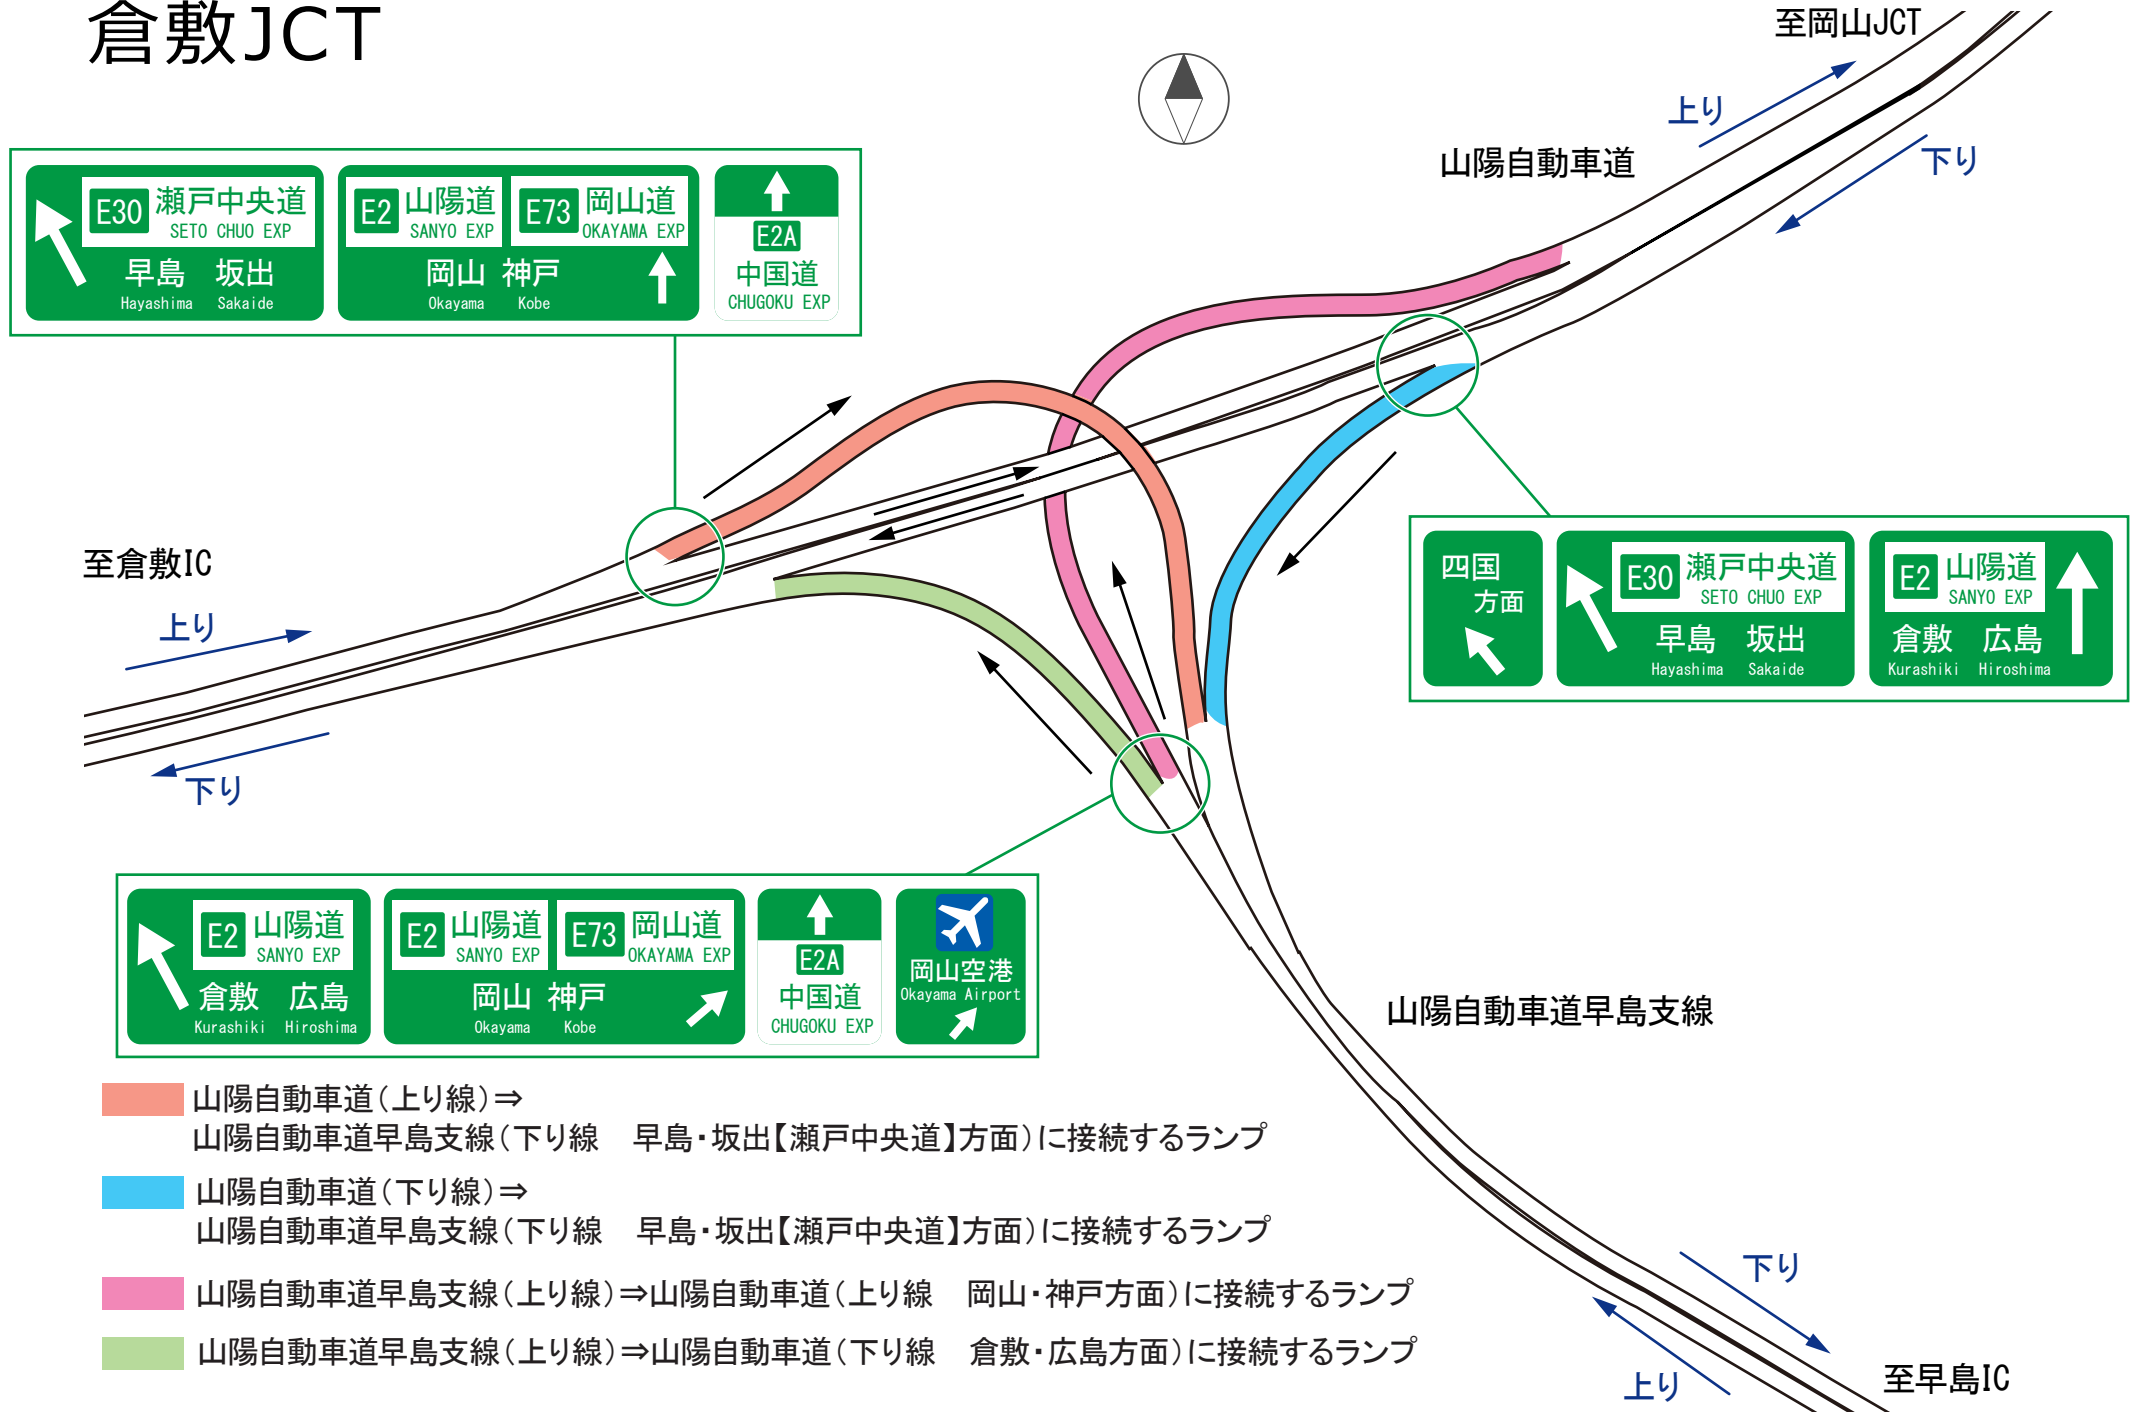 倉敷JCT
至岡山JCT
上り
山陽自動車道
下り
E30 瀬戸中央道
SETO CHUO EXP
早島 坂出
Hayashima Sakaide
E2 山陽道
SANYO EXP
E73 岡山道
OKAYAMA EXP
岡山 神戸
Okayama Kobe
E2A
中国道
CHUGOKU EXP
至倉敷IC
上り
下り
四国
方面
E30 瀬戸中央道
SETO CHUO EXP
早島 坂出
Hayashima Sakaide
E2 山陽道
SANYO EXP
倉敷 広島
Kurashiki Hiroshima
E2 山陽道
SANYO EXP
倉敷 広島
Kurashiki Hiroshima
E2 山陽道
SANYO EXP
E73 岡山道
OKAYAMA EXP
岡山 神戸
Okayama Kobe
E2A
中国道
CHUGOKU EXP
岡山空港
Okayama Airport
山陽自動車道早島支線
山陽自動車道(上り線)⇒
山陽自動車道早島支線(下り線 早島・坂出【瀬戸中央道】方面)に接続するランプ
山陽自動車道(下り線)⇒
山陽自動車道早島支線(下り線 早島・坂出【瀬戸中央道】方面)に接続するランプ
山陽自動車道早島支線(上り線)⇒山陽自動車道(上り線 岡山・神戸方面)に接続するランプ
山陽自動車道早島支線(上り線)⇒山陽自動車道(下り線 倉敷・広島方面)に接続するランプ
下り
上り
至早島IC